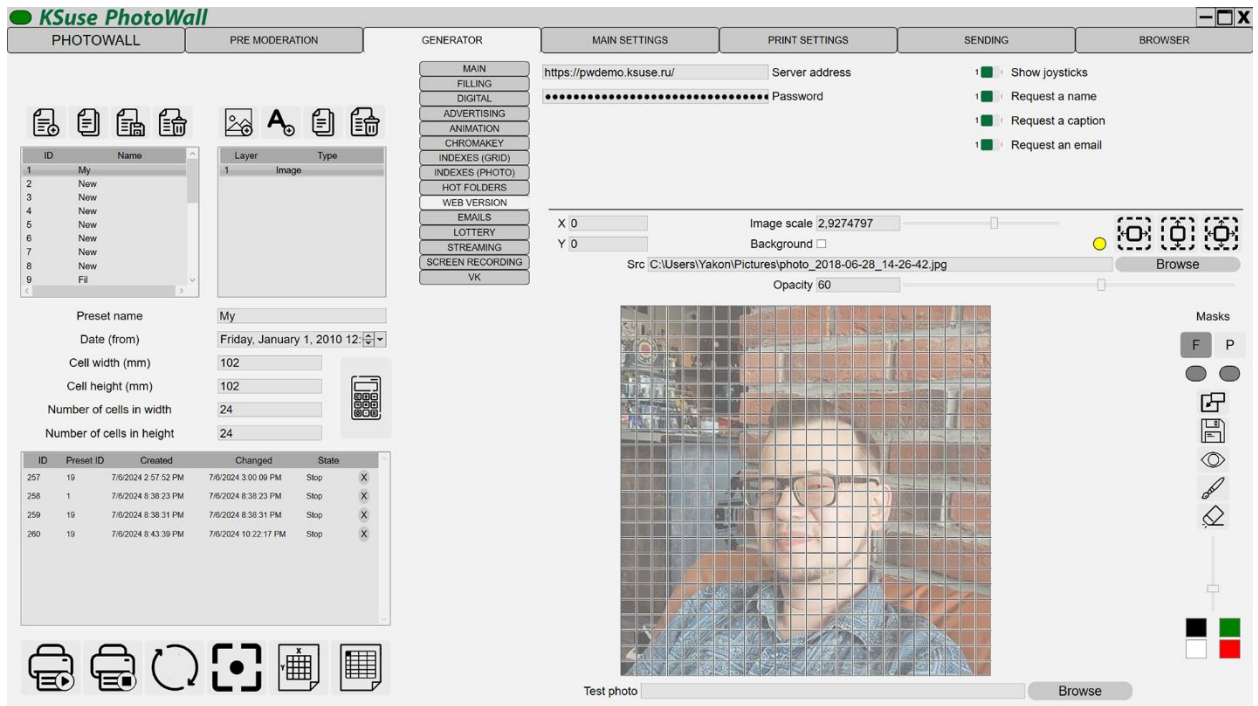 KSuse PhotoWall
PHOTOWALL PRE MODERATION GENERATOR MAIN SETTINGS PRINT SETTINGS SENDING BROWSER
ID Name
1 My
2 New
3 New
4 New
5 New
6 New
7 New
8 New
9 Fil
Layer Type
1 Image
Preset name My
Date (from) Friday, January 1, 2010 12:
Cell width (mm) 102
Cell height (mm) 102
Number of cells in width 24
Number of cells in height 24
ID Preset ID Created Changed State
257 19 7/6/2024 2:57:52 PM 7/6/2024 3:00:09 PM Stop X
258 1 7/6/2024 8:38:23 PM 7/6/2024 8:38:23 PM Stop X
259 19 7/6/2024 8:38:31 PM 7/6/2024 8:38:31 PM Stop X
260 19 7/6/2024 8:43:39 PM 7/6/2024 10:22:17 PM Stop X
X
Y
MAIN
FILLING
DIGITAL
ADVERTISING
ANIMATION
CHROMAKEY
INDEXES (GRID)
INDEXES (PHOTO)
HOT FOLDERS
WEB VERSION
EMAILS
LOTTERY
STREAMING
SCREEN RECORDING
VK
https://pwdemo.ksuse.ru/ Server address
Password
1 Show joysticks
1 Request a name
1 Request a caption
1 Request an email
X 0 Image scale 2,9274797
Y 0 Background
Src C:\Users\Yakon\Pictures\photo_2018-06-28_14-26-42.jpg Browse
Opacity 60
Masks
F P
Test photo Browse